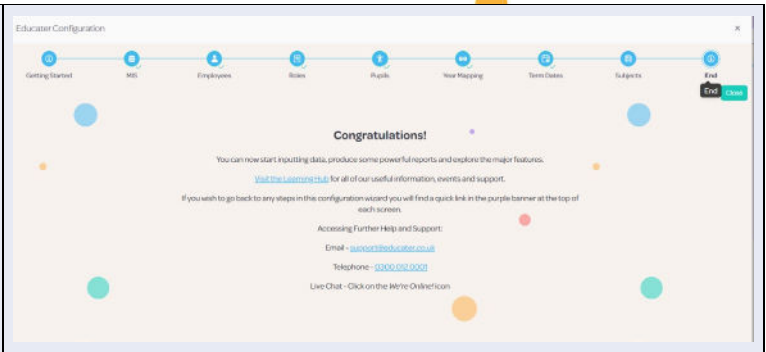 Educater Configuration
×
Getting Started
MIS
Employees
Roles
Pupils
Year Mapping
Term Dates
Subjects
End
End
Close
Congratulations!
You can now start inputting data, produce some powerful reports and explore the major features.
Visit the Learning Hub for all of our useful information, events and support.
If you wish to go back to any steps in this configuration wizard you will find a quick link in the purple banner at the top of
each screen.
Accessing Further Help and Support:
Email - support@educater.co.uk
Telephone - 0300 012 0001
Live Chat - Click on the We're Online! icon